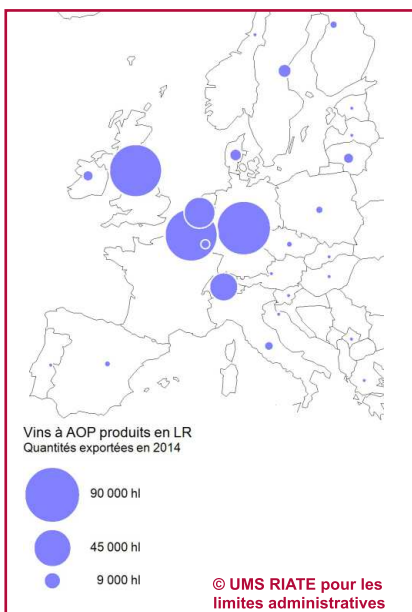 Vins à AOP produits en LR
Quantités exportées en 2014
90 000 hl
45 000 hl
9 000 hl
© UMS RIATE pour les
limites administratives